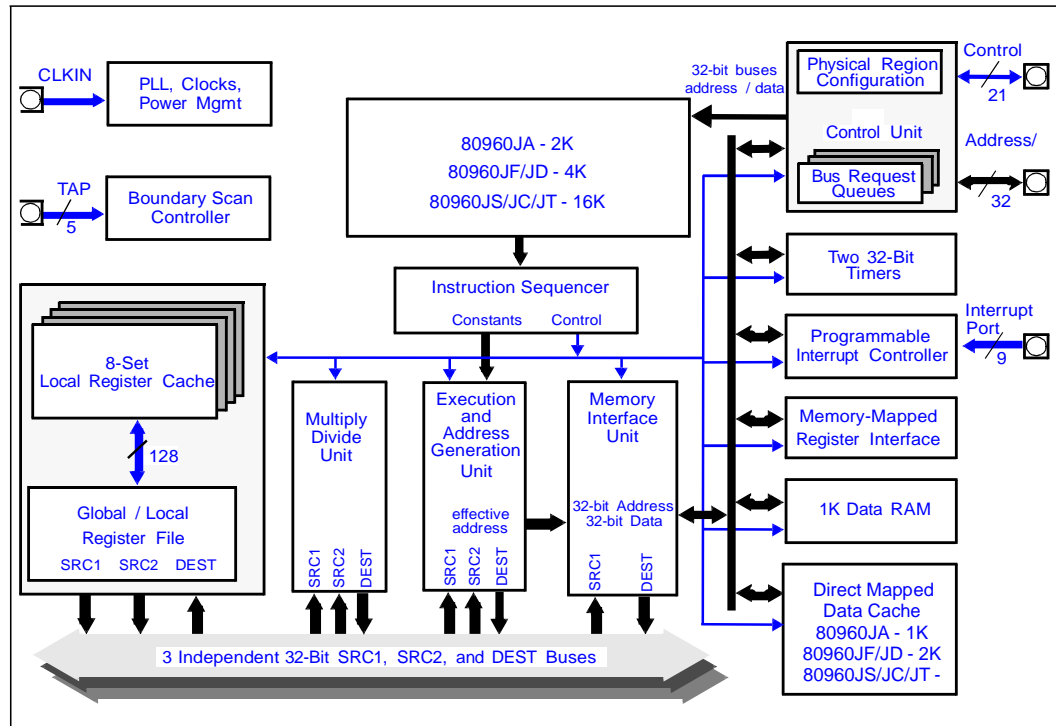 CLKIN
PLL, Clocks,
Power Mgmt
TAP
5
Boundary Scan
Controller
80960JA - 2K
80960JF/JD - 4K
80960JS/JC/JT - 16K
32-bit buses
address / data
Physical Region
Configuration
Control Unit
Bus Request
Queues
Control
21
Address/
32
Instruction Sequencer
Constants Control
Two 32-Bit
Timers
Programmable
Interrupt Controller
Interrupt
Port
9
Memory-Mapped
Register Interface
1K Data RAM
Direct Mapped
Data Cache
80960JA - 1K
80960JF/JD - 2K
80960JS/JC/JT -
8-Set
Local Register Cache
128
Global / Local
Register File
SRC1 SRC2 DEST
Multiply
Divide
Unit
SRC1
SRC2
DEST
Execution
and
Address
Generation
Unit
effective
address
SRC1
SRC2
DEST
Memory
Interface
Unit
32-bit Address
32-bit Data
SRC1
DEST
3 Independent 32-Bit SRC1, SRC2, and DEST Buses